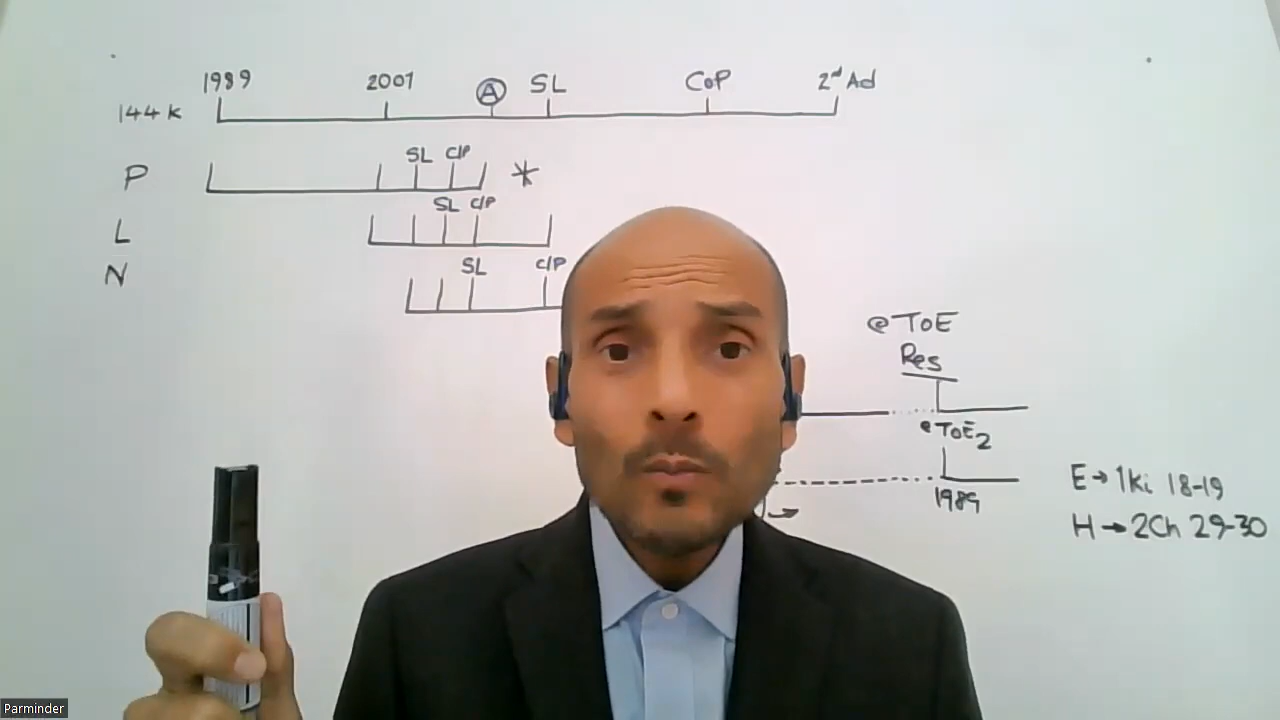 1989 2001 A SL CoP 2nd Ad
144 K
SL C/P
P *
SL C/P
L
SL C/P
N
@ ToE
Res
@ ToE2
1989
E → 1Ki 18-19
H → 2Ch 29-30
Parminder